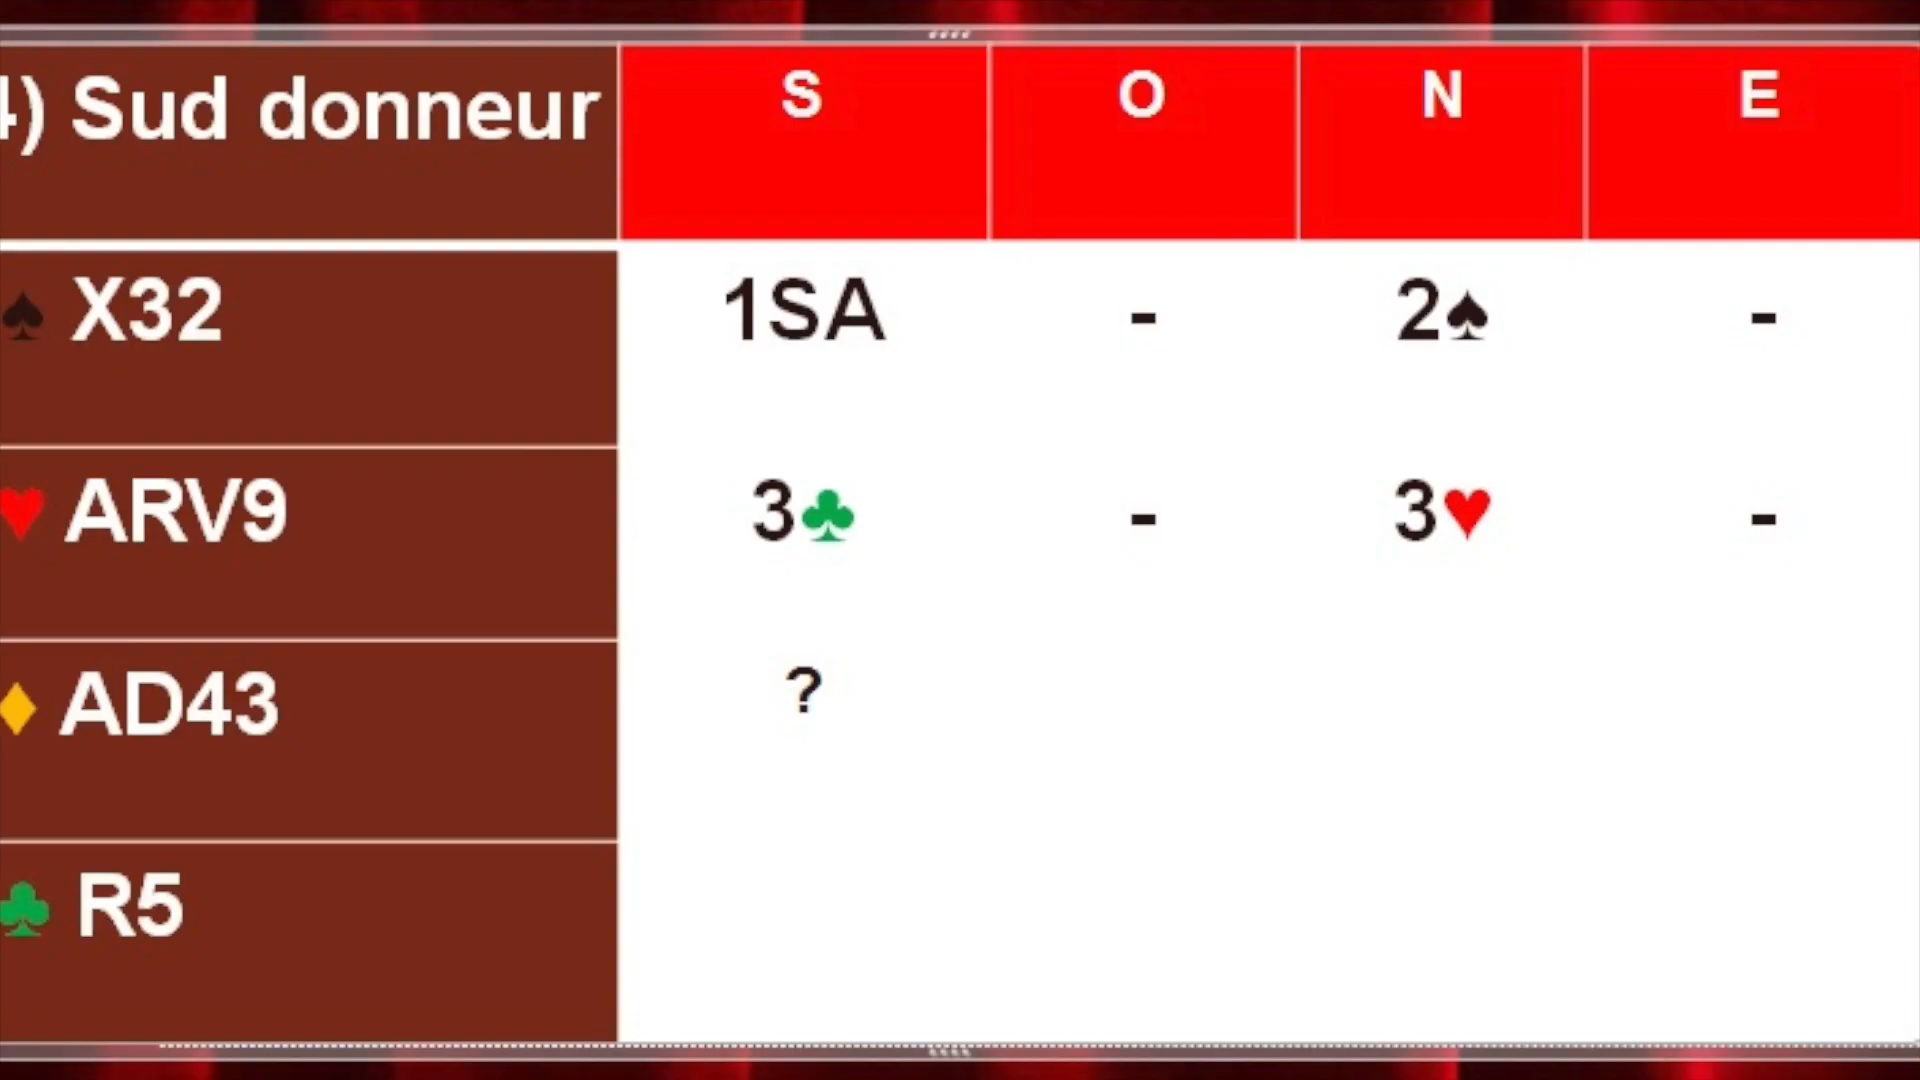 4) Sud donneur S O N E
♠ X32 1SA - 2♠ -
♥ ARV9 3♣ - 3♥ -
♦ AD43 ?
♣ R5